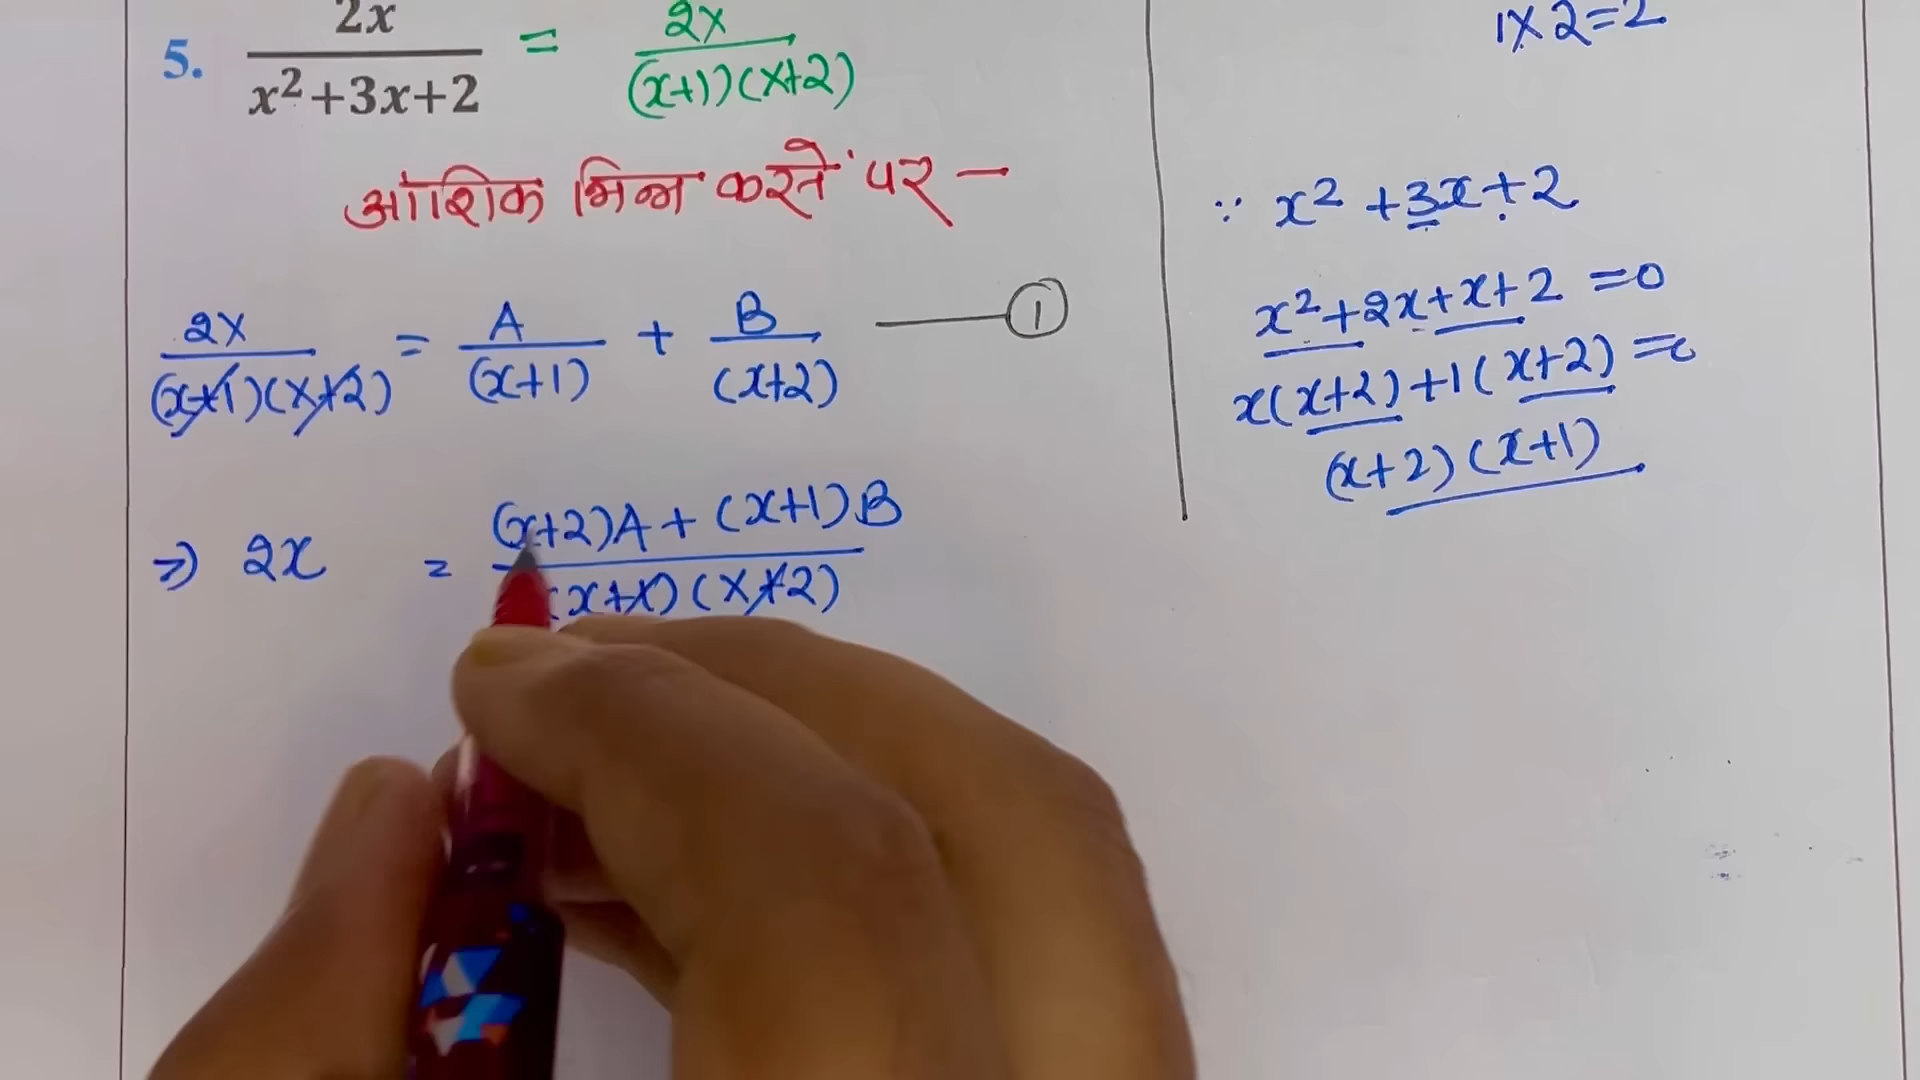 5. 2x / x²+3x+2 = 2x / (x+1)(x+2)
आंशिक भिन्न करतें पर –
2x / (x+1)(x+2) = A / (x+1) + B / (x+2) — ①
⇒ 2x = (x+2)A + (x+1)B / (x+1)(x+2)
1×2=2
∵ x² +3x+2
x²+2x+x+2 =0
x(x+2)+1(x+2)=0
(x+2)(x+1)